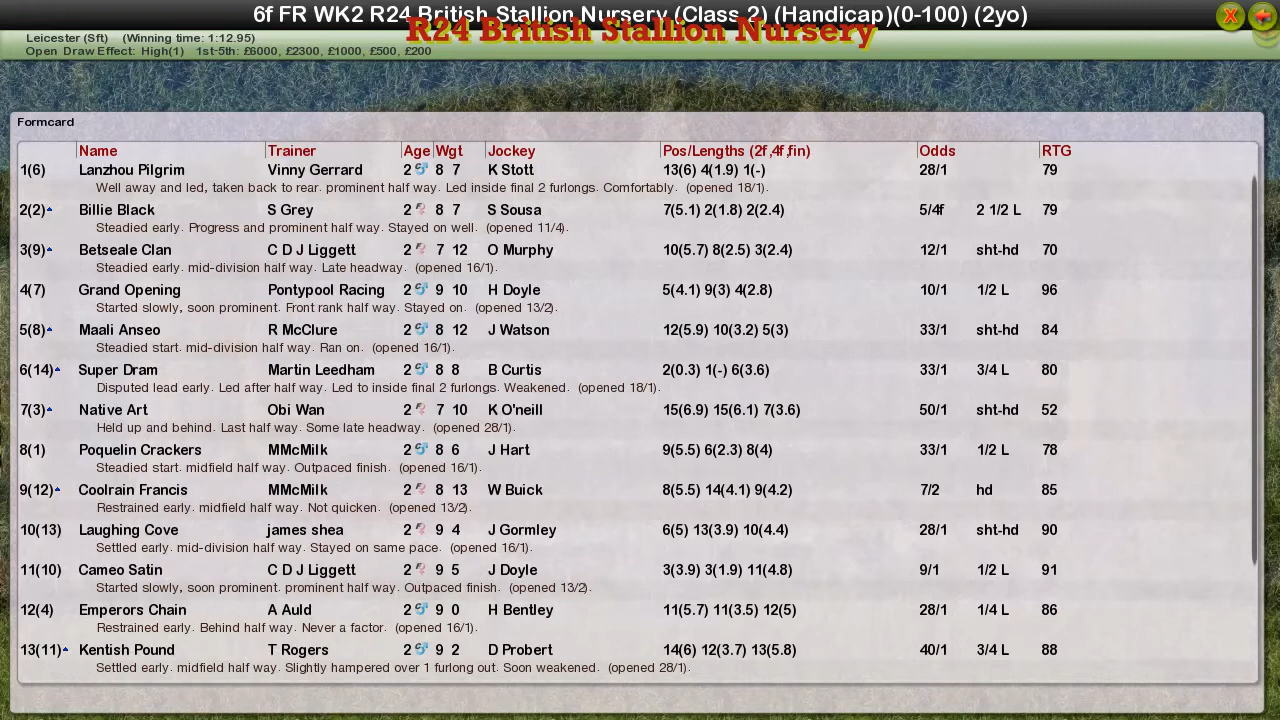 6f FR WK2 R24 British Stallion Nursery (Class 2) (Handicap)(0-100) (2yo)
R24 British Stallion Nursery
X
Leicester (Sft) (Winning time: 1:12.95)
Open Draw Effect: High(1) 1st-5th: £6000, £2300, £1000, £500, £200
Formcard
Name Trainer Age Wgt Jockey Pos/Lengths (2f,4f,fin) Odds RTG
1(6) Lanzhou Pilgrim Vinny Gerrard 2 8 7 K Stott 13(6) 4(1.9) 1(-) 28/1 79
Well away and led, taken back to rear. prominent half way. Led inside final 2 furlongs. Comfortably. (opened 18/1).
2(2) Billie Black S Grey 2 8 7 S Sousa 7(5.1) 2(1.8) 2(2.4) 5/4f 2 1/2 L 79
Steadied early. Progress and prominent half way. Stayed on well. (opened 11/4).
3(9) Betseale Clan C D J Liggett 2 7 12 O Murphy 10(5.7) 8(2.5) 3(2.4) 12/1 sht-hd 70
Steadied early. mid-division half way. Late headway. (opened 16/1).
4(7) Grand Opening Pontypool Racing 2 9 10 H Doyle 5(4.1) 9(3) 4(2.8) 10/1 1/2 L 96
Started slowly, soon prominent. Front rank half way. Stayed on. (opened 13/2).
5(8) Maali Anseo R McClure 2 8 12 J Watson 12(5.9) 10(3.2) 5(3) 33/1 sht-hd 84
Steadied start. mid-division half way. Ran on. (opened 16/1).
6(14) Super Dram Martin Leedham 2 8 8 B Curtis 2(0.3) 1(-) 6(3.6) 33/1 3/4 L 80
Disputed lead early. Led after half way. Led to inside final 2 furlongs. Weakened. (opened 18/1).
7(3) Native Art Obi Wan 2 7 10 K O'neill 15(6.9) 15(6.1) 7(3.6) 50/1 sht-hd 52
Held up and behind. Last half way. Some late headway. (opened 28/1).
8(1) Poquelin Crackers MMcMilk 2 8 6 J Hart 9(5.5) 6(2.3) 8(4) 33/1 1/2 L 78
Steadied start. midfield half way. Outpaced finish. (opened 16/1).
9(12) Coolrain Francis MMcMilk 2 8 13 W Buick 8(5.5) 14(4.1) 9(4.2) 7/2 hd 85
Restrained early. midfield half way. Not quicken. (opened 13/2).
10(13) Laughing Cove james shea 2 9 4 J Gormley 6(5) 13(3.9) 10(4.4) 28/1 sht-hd 90
Settled early. mid-division half way. Stayed on same pace. (opened 16/1).
11(10) Cameo Satin C D J Liggett 2 9 5 J Doyle 3(3.9) 3(1.9) 11(4.8) 9/1 1/2 L 91
Started slowly, soon prominent. prominent half way. Outpaced finish. (opened 13/2).
12(4) Emperors Chain A Auld 2 9 0 H Bentley 11(5.7) 11(3.5) 12(5) 28/1 1/4 L 86
Restrained early. Behind half way. Never a factor. (opened 16/1).
13(11) Kentish Pound T Rogers 2 9 2 D Probert 14(6) 12(3.7) 13(5.8) 40/1 3/4 L 88
Settled early. midfield half way. Slightly hampered over 1 furlong out. Soon weakened. (opened 28/1).